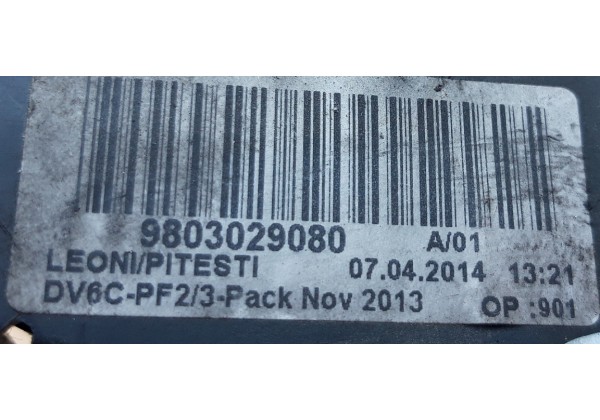 9803029080 A/01
LEONI/PITESTI 07.04.2014 13:21
DV6C-PF2/3-Pack Nov 2013 OP :901